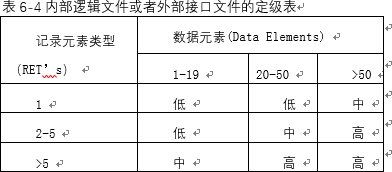 表 6-4 内部逻辑文件或者外部接口文件的定级表
记录元素类型 (RET’s) 数据元素(Data Elements)
1-19 20-50 >50
1 低 低 中
2-5 低 中 高
>5 中 高 高